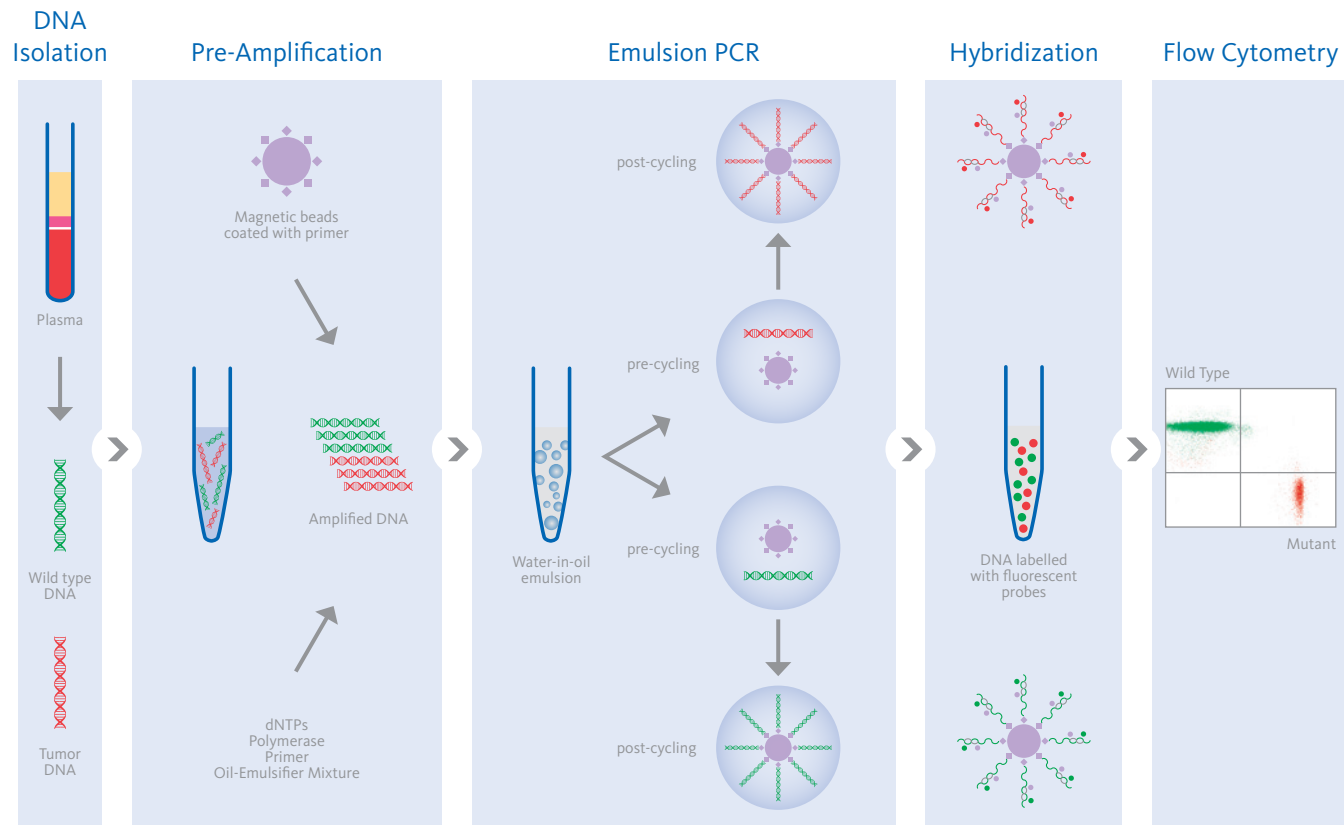 DNA
Isolation
Pre-Amplification
Emulsion PCR
Hybridization
Flow Cytometry
Plasma
Wild type
DNA
Tumor
DNA
Magnetic beads
coated with primer
Amplified DNA
dNTPs
Polymerase
Primer
Oil-Emulsifier Mixture
Water-in-oil
emulsion
post-cycling
pre-cycling
pre-cycling
post-cycling
DNA labelled
with fluorescent
probes
Wild Type
Mutant